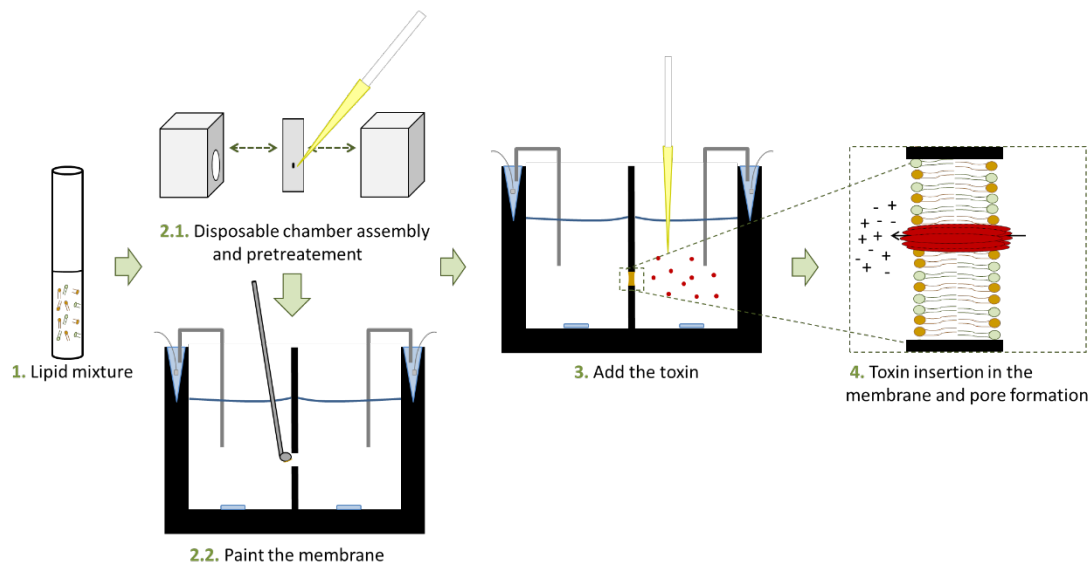 2.1. Disposable chamber assembly
and pretreatement
1. Lipid mixture
2.2. Paint the membrane
3. Add the toxin
4. Toxin insertion in the
membrane and pore formation